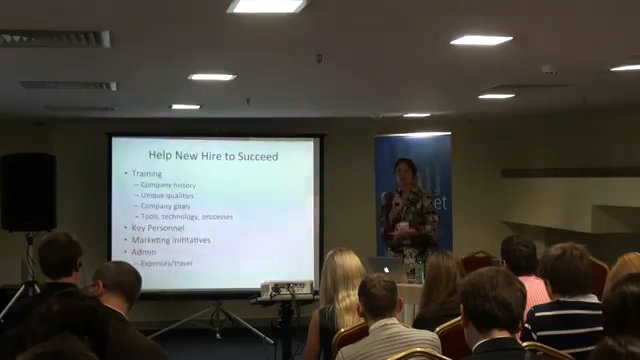 Help New Hire to Succeed
• Training
– Company history
– Unique qualities
– Company goals
– Tools, technology, processes
• Key Personnel
• Marketing Inititatives
• Admin
– Expenses/travel